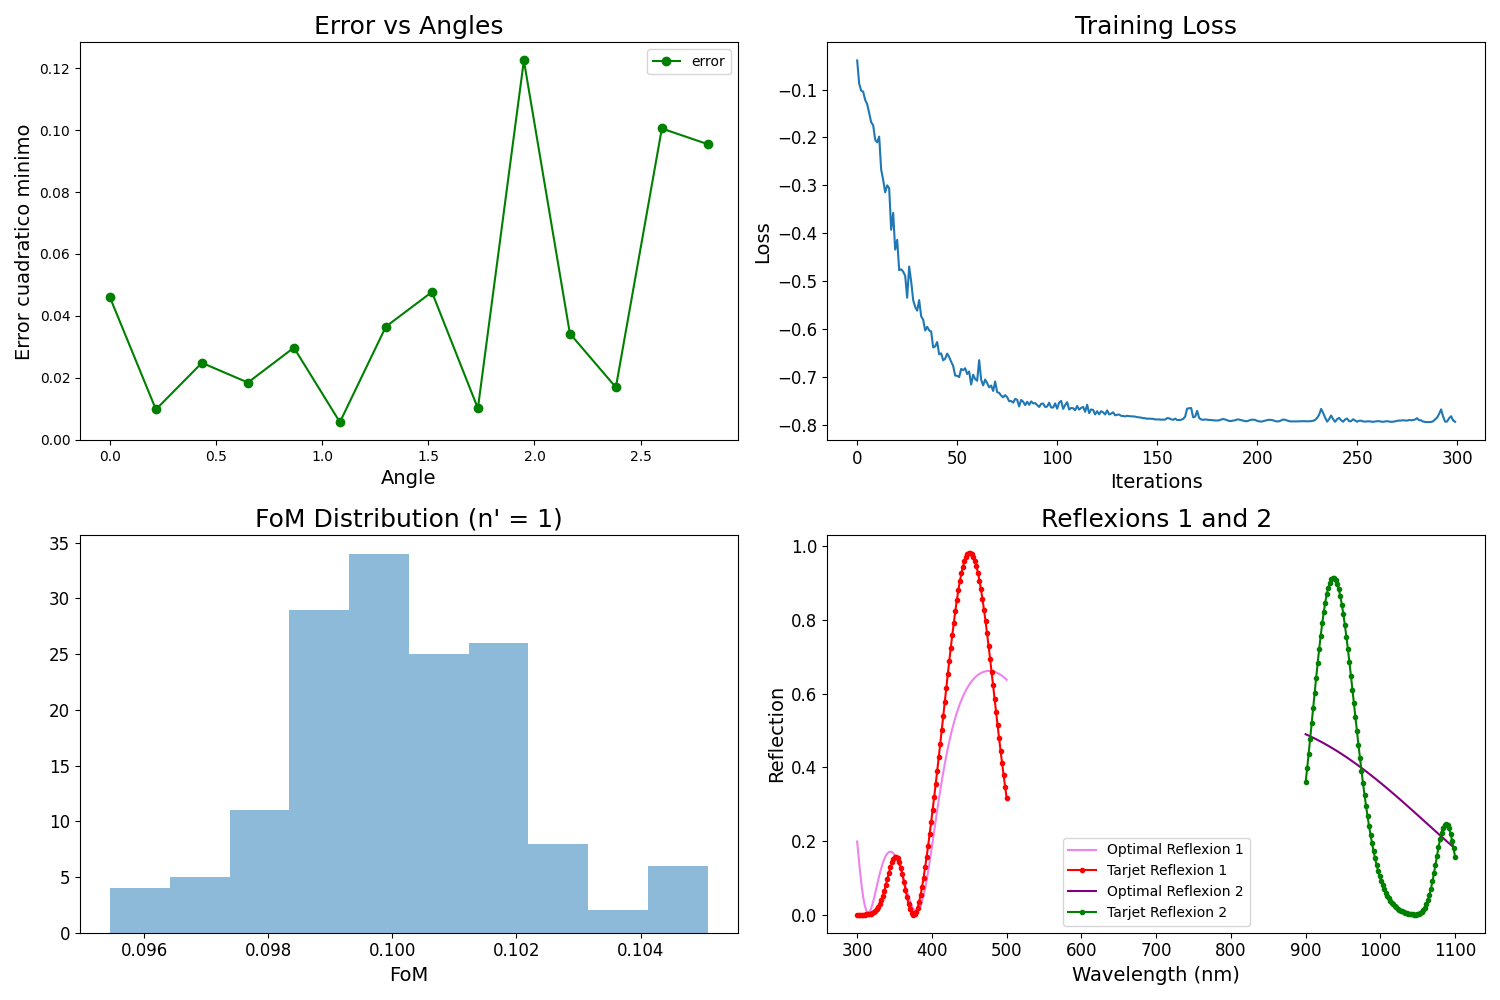 Error vs Angles
Error cuadratico minimo
0.12
0.10
0.08
0.06
0.04
0.02
0.00
error
0.0 0.5 1.0 1.5 2.0 2.5
Angle
Training Loss
Loss
−0.1
−0.2
−0.3
−0.4
−0.5
−0.6
−0.7
−0.8
0 50 100 150 200 250 300
Iterations
FoM Distribution (n' = 1)
35
30
25
20
15
10
5
0
0.096 0.098 0.100 0.102 0.104
FoM
Reflexions 1 and 2
Reflection
1.0
0.8
0.6
0.4
0.2
0.0
Optimal Reflexion 1
Tarjet Reflexion 1
Optimal Reflexion 2
Tarjet Reflexion 2
300 400 500 600 700 800 900 1000 1100
Wavelength (nm)